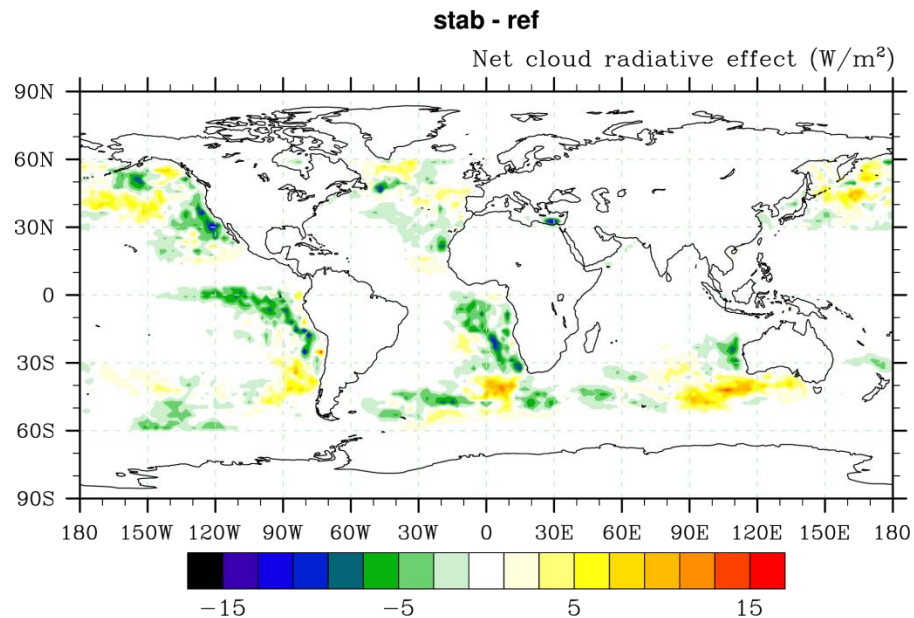 stab - ref
Net cloud radiative effect (W/m²)
90N
60N
30N
0
30S
60S
90S
180 150W 120W 90W 60W 30W 0 30E 60E 90E 120E 150E 180
−15 −5 5 15